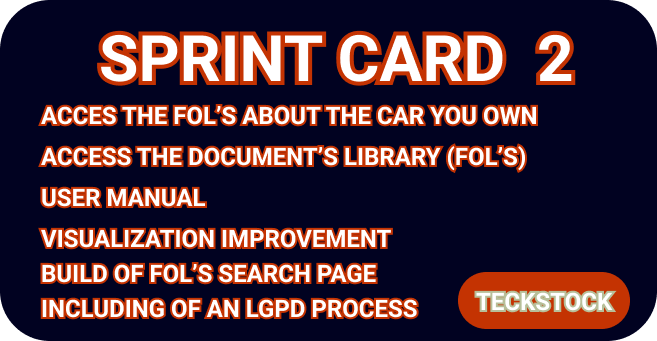 SPRINT CARD 2
ACCES THE FOL'S ABOUT THE CAR YOU OWN
ACCESS THE DOCUMENT'S LIBRARY (FOL'S)
USER MANUAL
VISUALIZATION IMPROVEMENT
BUILD OF FOL'S SEARCH PAGE
INCLUDING OF AN LGPD PROCESS
TECKSTOCK